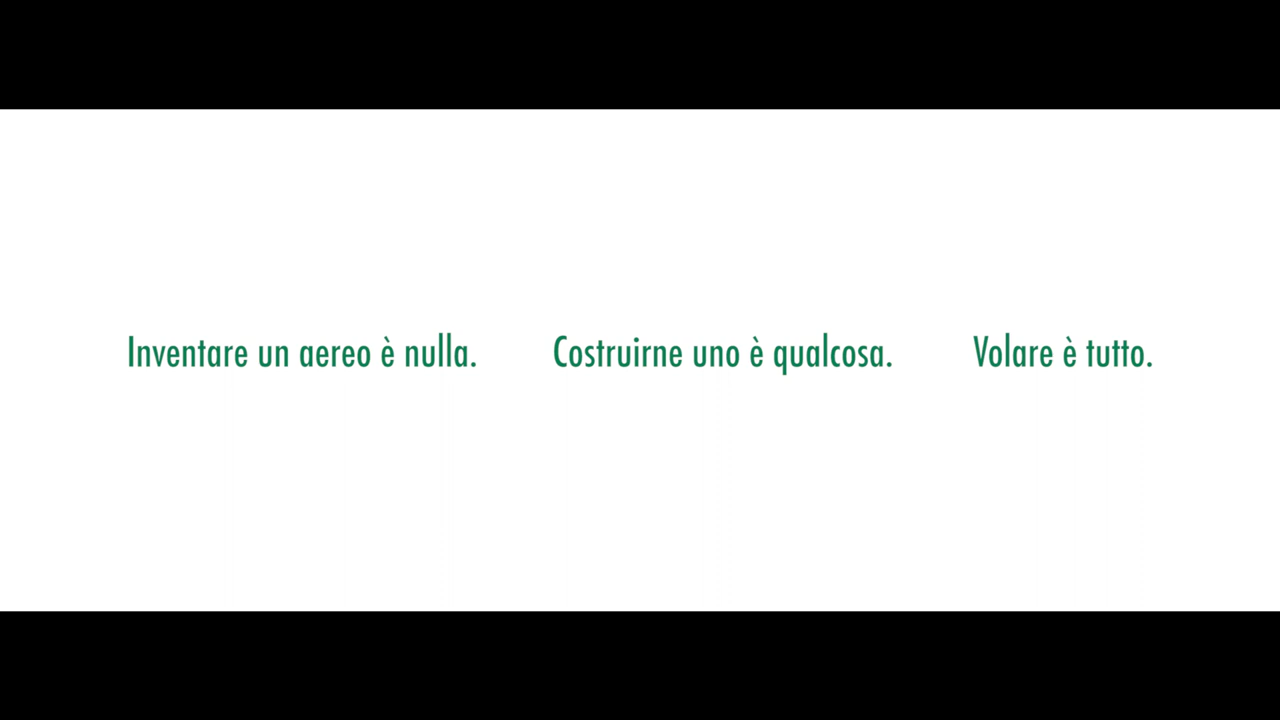 Inventare un aereo è nulla. Costruirne uno è qualcosa. Volare è tutto.